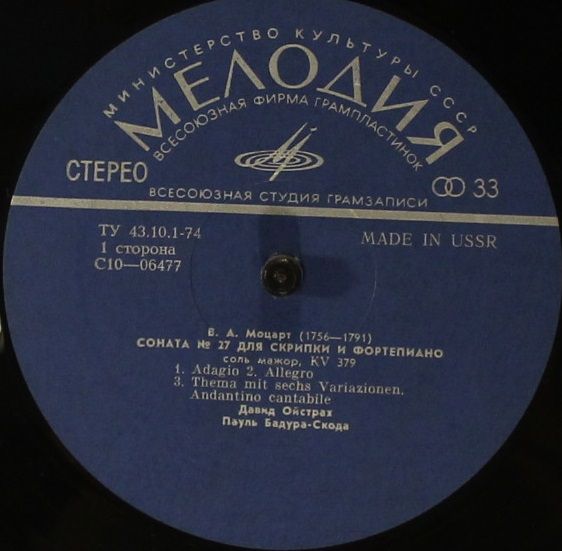 МИНИСТЕРСТВО КУЛЬТУРЫ СССР
МЕЛОДИЯ
ВСЕСОЮЗНАЯ ФИРМА ГРАМПЛАСТИНОК
СТЕРЕО
33
ВСЕСОЮЗНАЯ СТУДИЯ ГРАМЗАПИСИ
ТУ 43.10.1-74
MADE IN USSR
1 сторона
С10—06477
В. А. Моцарт (1756—1791)
СОНАТА № 27 ДЛЯ СКРИПКИ И ФОРТЕПИАНО
соль мажор, KV 379
1. Adagio 2. Allegro
3. Thema mit sechs Variazionen.
Andantino cantabile
Давид Ойстрах
Пауль Бадура-Скода